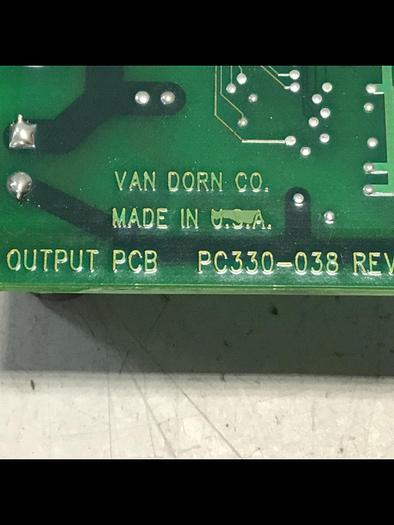 VAN DORN CO.
MADE IN U.S.A.
OUTPUT PCB PC330-038 REV